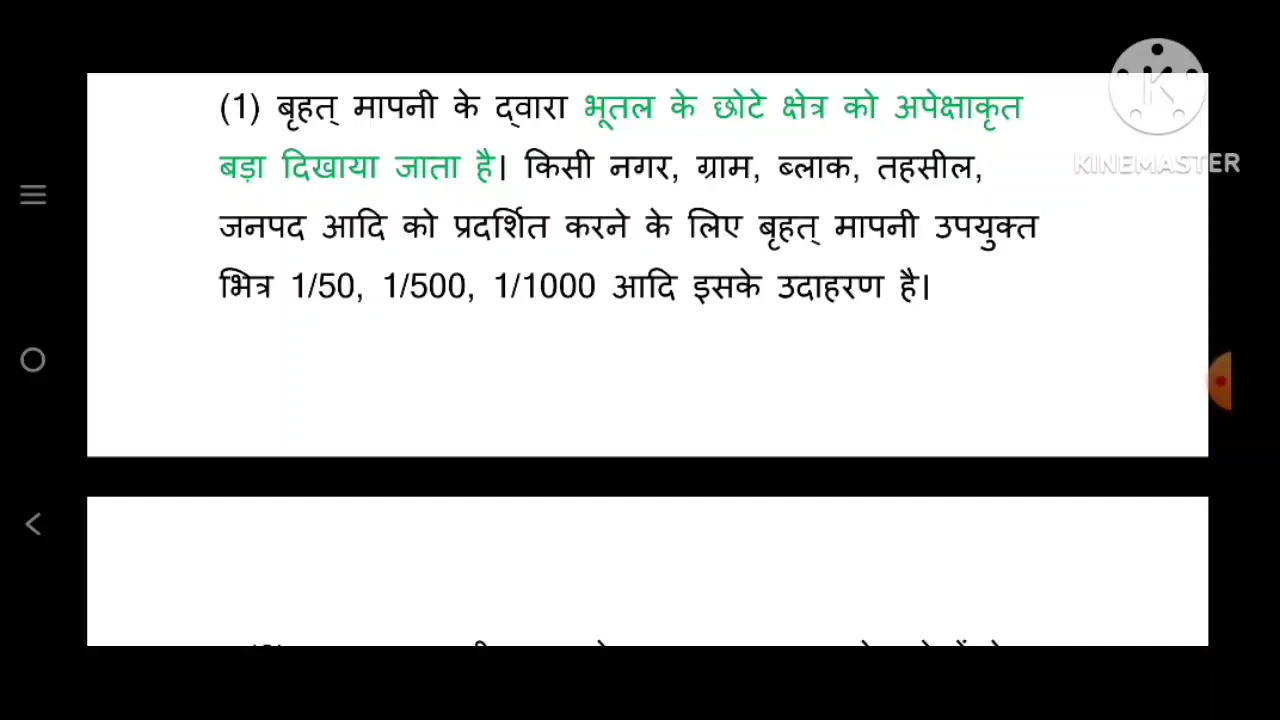 (1) बृहत् मापनी के द्वारा भूतल के छोटे क्षेत्र को अपेक्षाकृत
बड़ा दिखाया जाता है। किसी नगर, ग्राम, ब्लाक, तहसील,
जनपद आदि को प्रदर्शित करने के लिए बृहत् मापनी उपयुक्त
भित्र 1/50, 1/500, 1/1000 आदि इसके उदाहरण है।
KINEMASTER